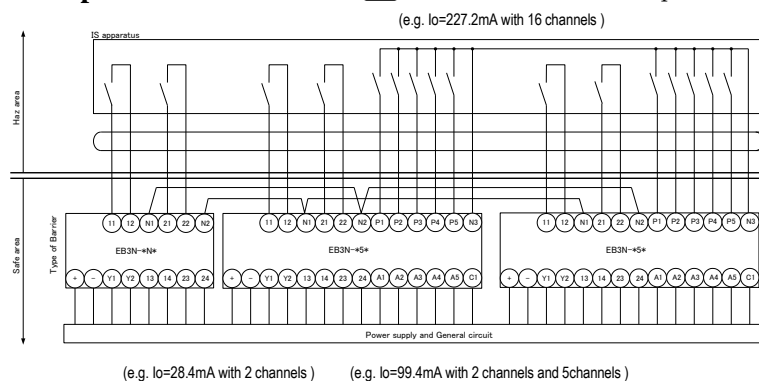 (e.g. Io=227.2mA with 16 channels )
IS apparatus
Haz area
11 12 N1 21 22 N2
11 12 N1 21 22 N2 P1 P2 P3 P4 P5 N3
11 12 N1 21 22 N2 P1 P2 P3 P4 P5 N3
Safe area
Type of Barrier
EB3N-*N*
EB3N-*5*
EB3N-*5*
+ - Y1 Y2 13 14 23 24
+ - Y1 Y2 13 14 23 24 A1 A2 A3 A4 A5 C1
+ - Y1 Y2 13 14 23 24 A1 A2 A3 A4 A5 C1
Power supply and General circuit
(e.g. Io=28.4mA with 2 channels )
(e.g. Io=99.4mA with 2 channels and 5channels )